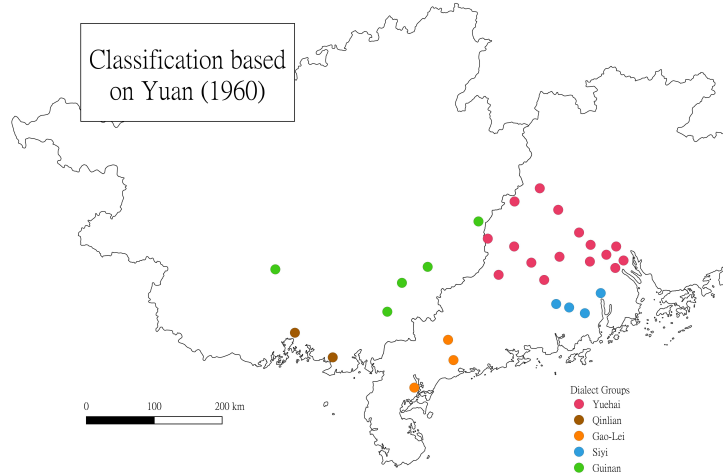 Classification based
on Yuan (1960)
0 100 200 km
Dialect Groups
Yuehai
Qinlian
Gao-Lei
Siyi
Guinan